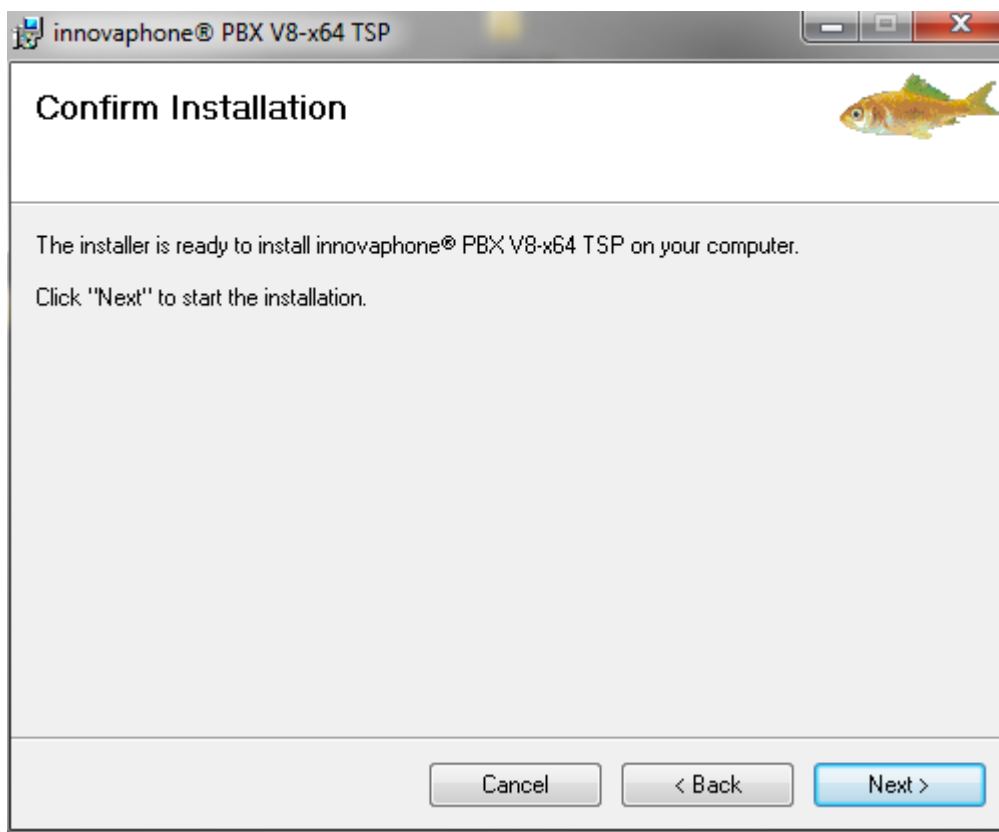 innovaphone® PBX V8-x64 TSP
Confirm Installation
The installer is ready to install innovaphone® PBX V8-x64 TSP on your computer.
Click "Next" to start the installation.
Cancel
< Back
Next >